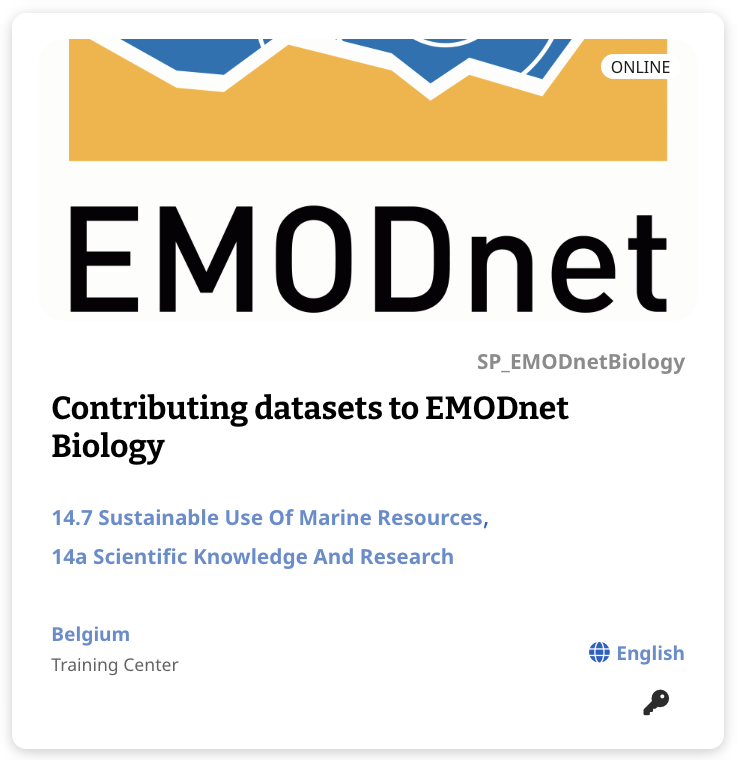 ONLINE
EMODnet
SP_EMODnetBiology
Contributing datasets to EMODnet
Biology
14.7 Sustainable Use Of Marine Resources,
14a Scientific Knowledge And Research
Belgium
Training Center
English